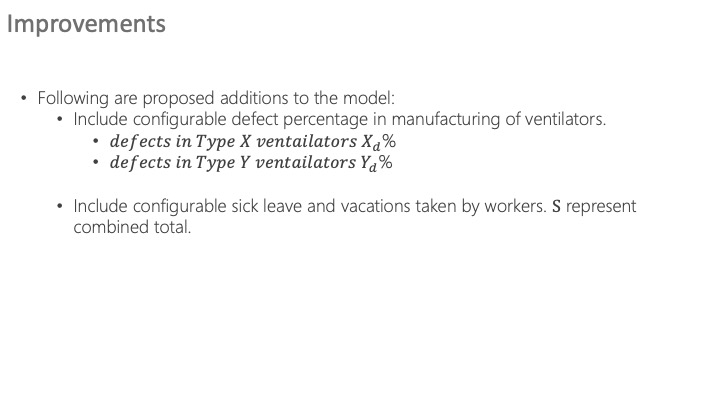 Improvements
• Following are proposed additions to the model:
• Include configurable defect percentage in manufacturing of ventilators.
• defects in Type X ventailators X_d%
• defects in Type Y ventailators Y_d%
• Include configurable sick leave and vacations taken by workers. S represent
combined total.